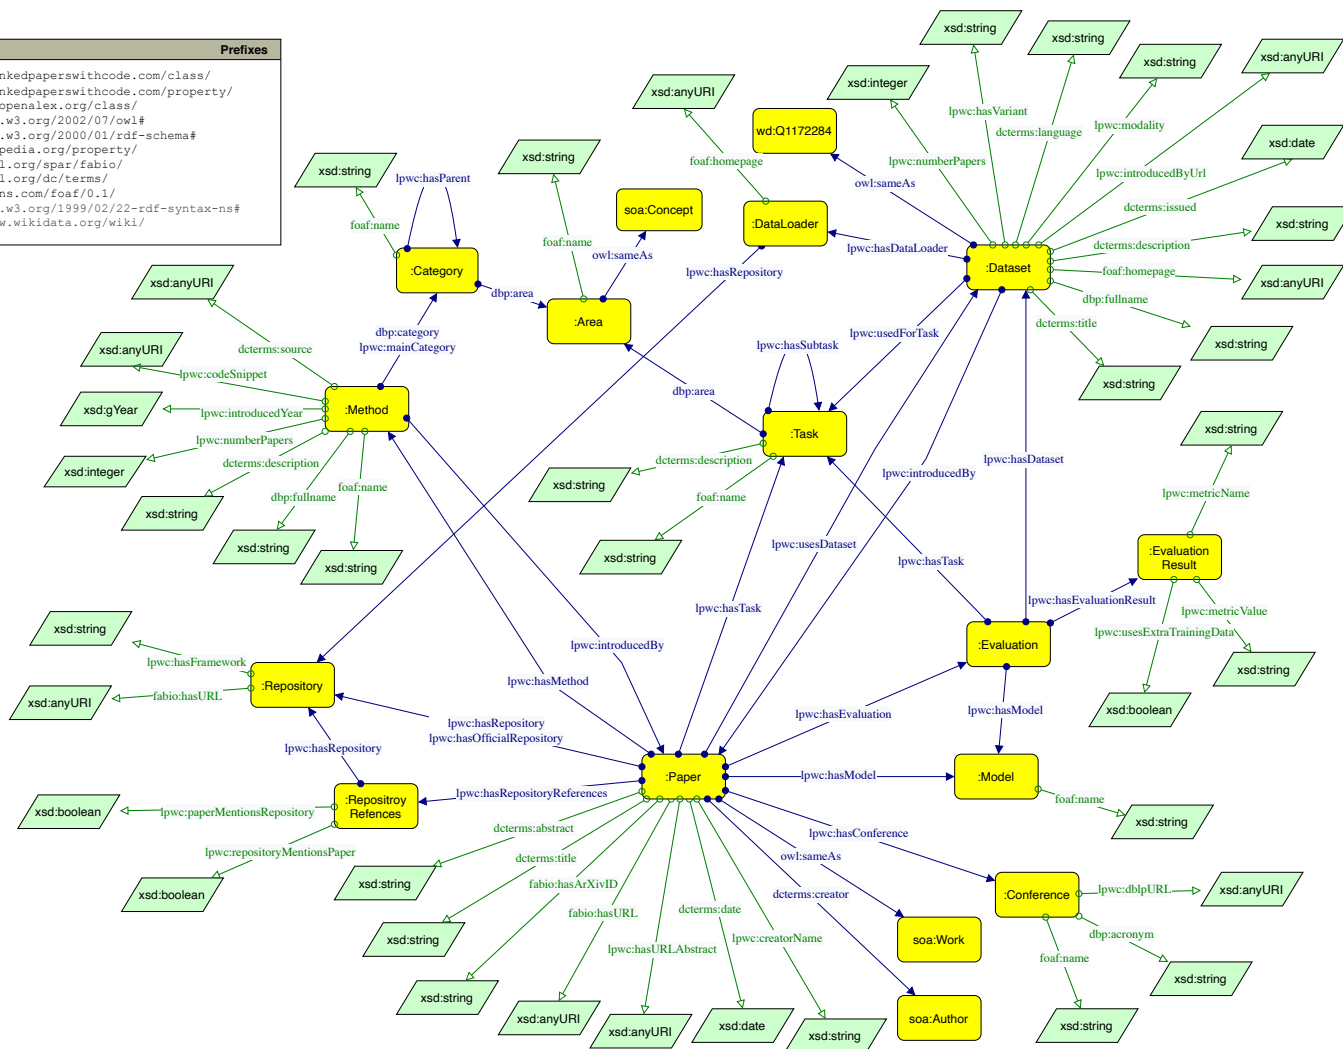 Prefixes
nkedpaperswithcode.com/class/
nkedpaperswithcode.com/property/
openalex.org/class/
.w3.org/2002/07/owl#
.w3.org/2000/01/rdf-schema#
pedia.org/property/
l.org/spar/fabio/
l.org/dc/terms/
ns.com/foaf/0.1/
.w3.org/1999/02/22-rdf-syntax-ns#
w.wikidata.org/wiki/
xsd:string
xsd:string
xsd:string
xsd:anyURI
xsd:integer
xsd:anyURI
lpwc:hasVariant
dcterms:language
lpwc:modality
wd:Q1172284
xsd:date
xsd:string
xsd:string
lpwc:hasParent
foaf:homepage
lpwc:numberPapers
lpwc:introducedByUrl
owl:sameAs
dcterms:issued
soa:Concept
:DataLoader
xsd:string
foaf:name
foaf:name
owl:sameAs
lpwc:hasDataLoader
dcterms:description
:Category
lpwc:hasRepository
:Dataset
foaf:homepage
xsd:anyURI
xsd:anyURI
dbp:area
dbp:fullname
:Area
dcterms:title
dbp:category
lpwc:mainCategory
lpwc:usedForTask
xsd:string
xsd:anyURI
dcterms:source
lpwc:hasSubtask
lpwc:codeSnippet
dbp:area
xsd:string
xsd:gYear
lpwc:introducedYear
:Method
:Task
xsd:string
lpwc:numberPapers
dcterms:description
dcterms:description
lpwc:hasDataset
xsd:integer
xsd:string
lpwc:introducedBy
foaf:name
dbp:fullname
foaf:name
lpwc:metricName
xsd:string
xsd:string
xsd:string
xsd:string
lpwc:usesDataset
:Evaluation
Result
xsd:string
lpwc:hasTask
lpwc:hasEvaluationResult
lpwc:hasTask
lpwc:metricValue
xsd:string
lpwc:usesExtraTrainingData
lpwc:introducedBy
:Evaluation
lpwc:hasFramework
xsd:string
:Repository
lpwc:hasMethod
fabio:hasURL
xsd:anyURI
xsd:boolean
lpwc:hasEvaluation
lpwc:hasModel
lpwc:hasRepository
lpwc:hasOfficialRepository
lpwc:hasRepository
:Paper
lpwc:hasModel
:Model
:Repositroy
Refences
lpwc:hasRepositoryReferences
foaf:name
xsd:boolean
lpwc:paperMentionsRepository
xsd:string
dcterms:abstract
lpwc:hasConference
lpwc:repositoryMentionsPaper
dcterms:title
owl:sameAs
xsd:boolean
xsd:string
fabio:hasArXivID
dcterms:creator
:Conference
lpwc:dblpURL
xsd:anyURI
fabio:hasURL
dcterms:date
dbp:acronym
xsd:string
lpwc:creatorName
soa:Work
lpwc:hasURLAbstract
foaf:name
xsd:string
xsd:string
xsd:anyURI
xsd:anyURI
xsd:date
xsd:string
soa:Author
xsd:string